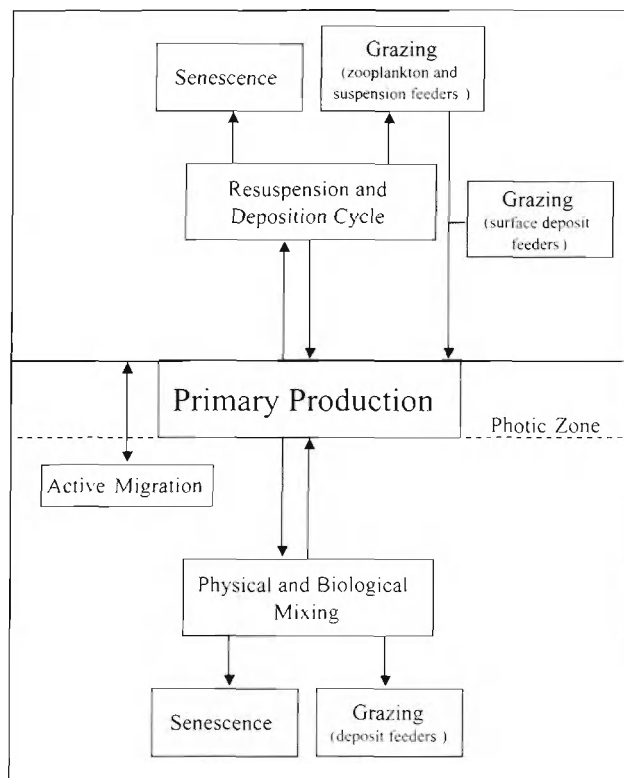 Senescence
Grazing
(zooplankton and
suspension feeders )
Resuspension and
Deposition Cycle
Grazing
(surface deposit
feeders )
Primary Production
Photic Zone
Active Migration
Physical and Biological
Mixing
Senescence
Grazing
(deposit feeders )